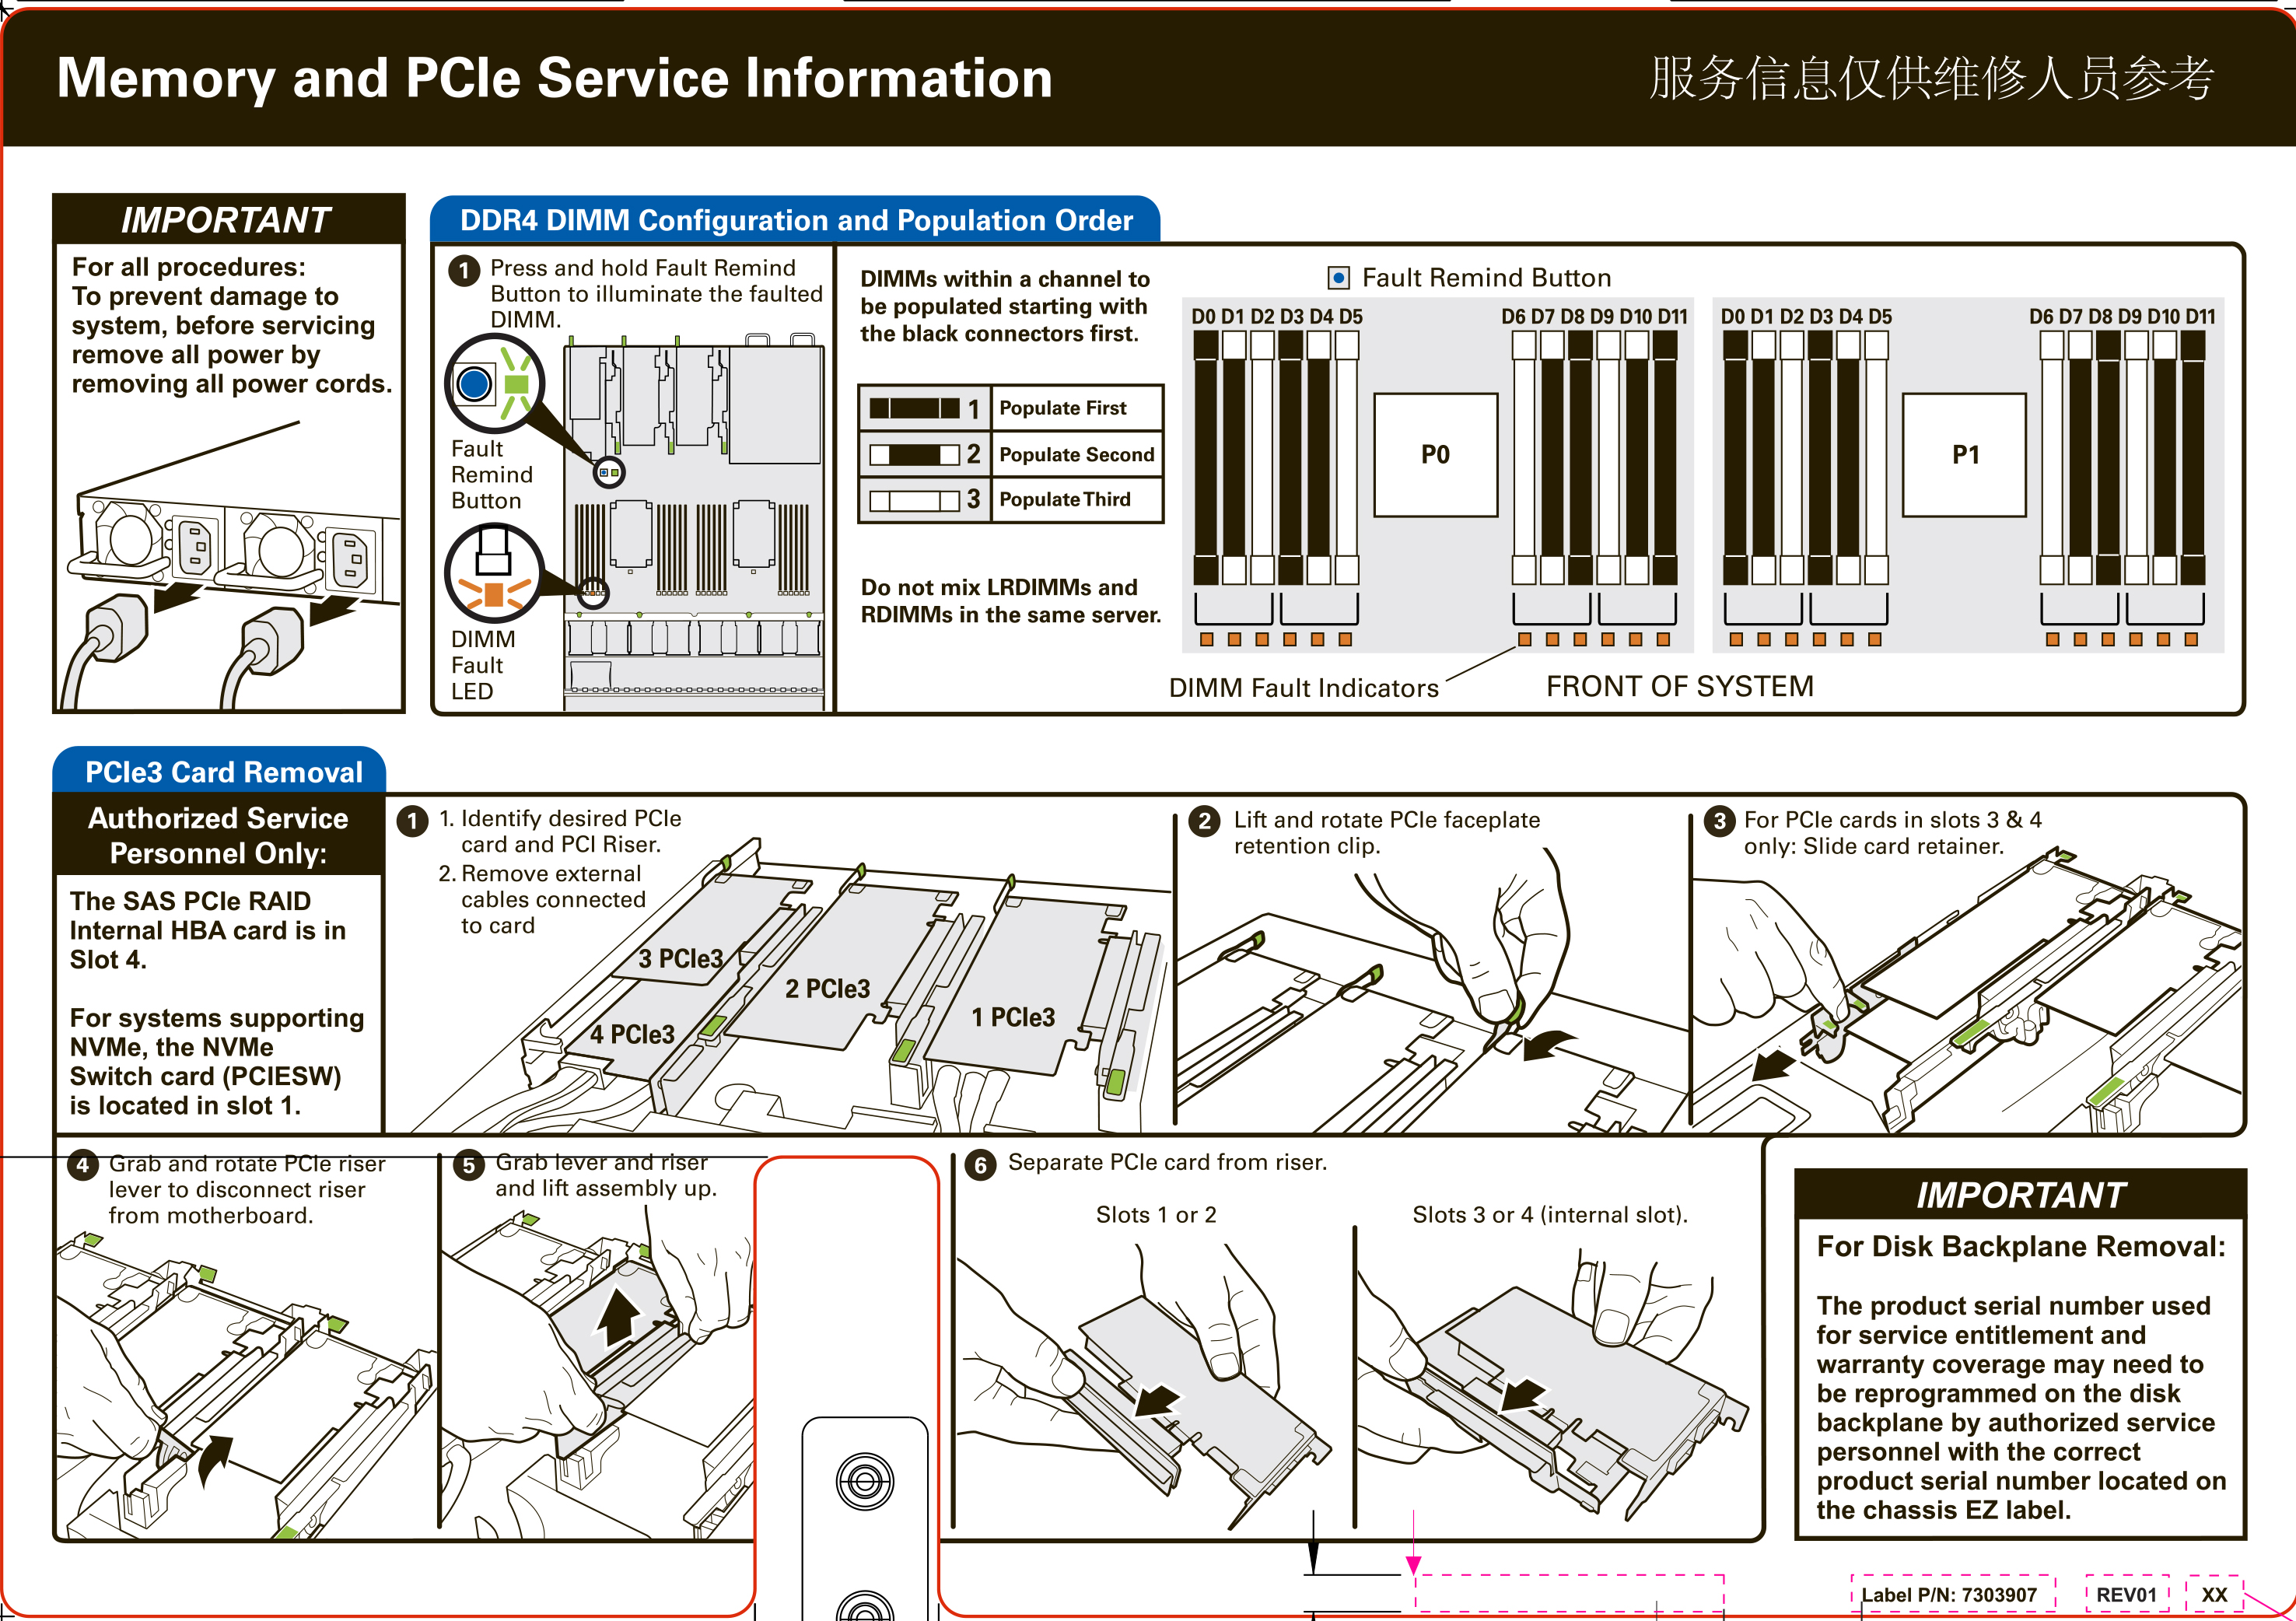 Memory and PCIe Service Information
服务信息仅供维修人员参考
IMPORTANT
For all procedures:
To prevent damage to
system, before servicing
remove all power by
removing all power cords.
DDR4 DIMM Configuration and Population Order
1 Press and hold Fault Remind
Button to illuminate the faulted
DIMM.
Fault
Remind
Button
DIMM
Fault
LED
DIMMs within a channel to
be populated starting with
the black connectors first.
1 Populate First
2 Populate Second
3 Populate Third
Do not mix LRDIMMs and
RDIMMs in the same server.
Fault Remind Button
D0 D1 D2 D3 D4 D5 D6 D7 D8 D9 D10 D11 D0 D1 D2 D3 D4 D5 D6 D7 D8 D9 D10 D11
P0 P1
DIMM Fault Indicators
FRONT OF SYSTEM
PCIe3 Card Removal
Authorized Service
Personnel Only:
The SAS PCIe RAID
Internal HBA card is in
Slot 4.
For systems supporting
NVMe, the NVMe
Switch card (PCIESW)
is located in slot 1.
1 1. Identify desired PCIe
card and PCI Riser.
2. Remove external
cables connected
to card
3 PCIe3
2 PCIe3
1 PCIe3
4 PCIe3
2 Lift and rotate PCIe faceplate
retention clip.
3 For PCIe cards in slots 3 & 4
only: Slide card retainer.
4 Grab and rotate PCIe riser
lever to disconnect riser
from motherboard.
5 Grab lever and riser
and lift assembly up.
6 Separate PCIe card from riser.
Slots 1 or 2
Slots 3 or 4 (internal slot).
IMPORTANT
For Disk Backplane Removal:
The product serial number used
for service entitlement and
warranty coverage may need to
be reprogrammed on the disk
backplane by authorized service
personnel with the correct
product serial number located on
the chassis EZ label.
Label P/N: 7303907 REV01 XX